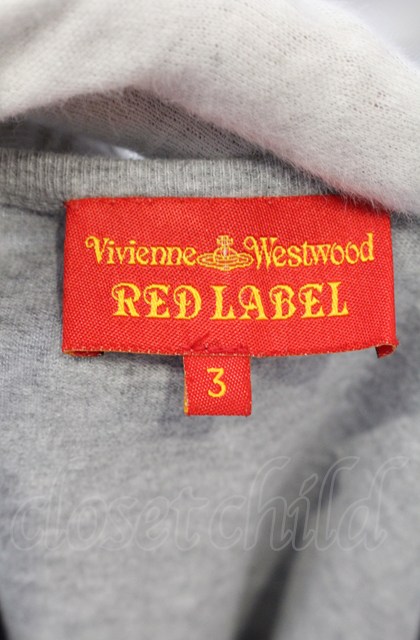 Vivienne Westwood
RED LABEL
3
closet child